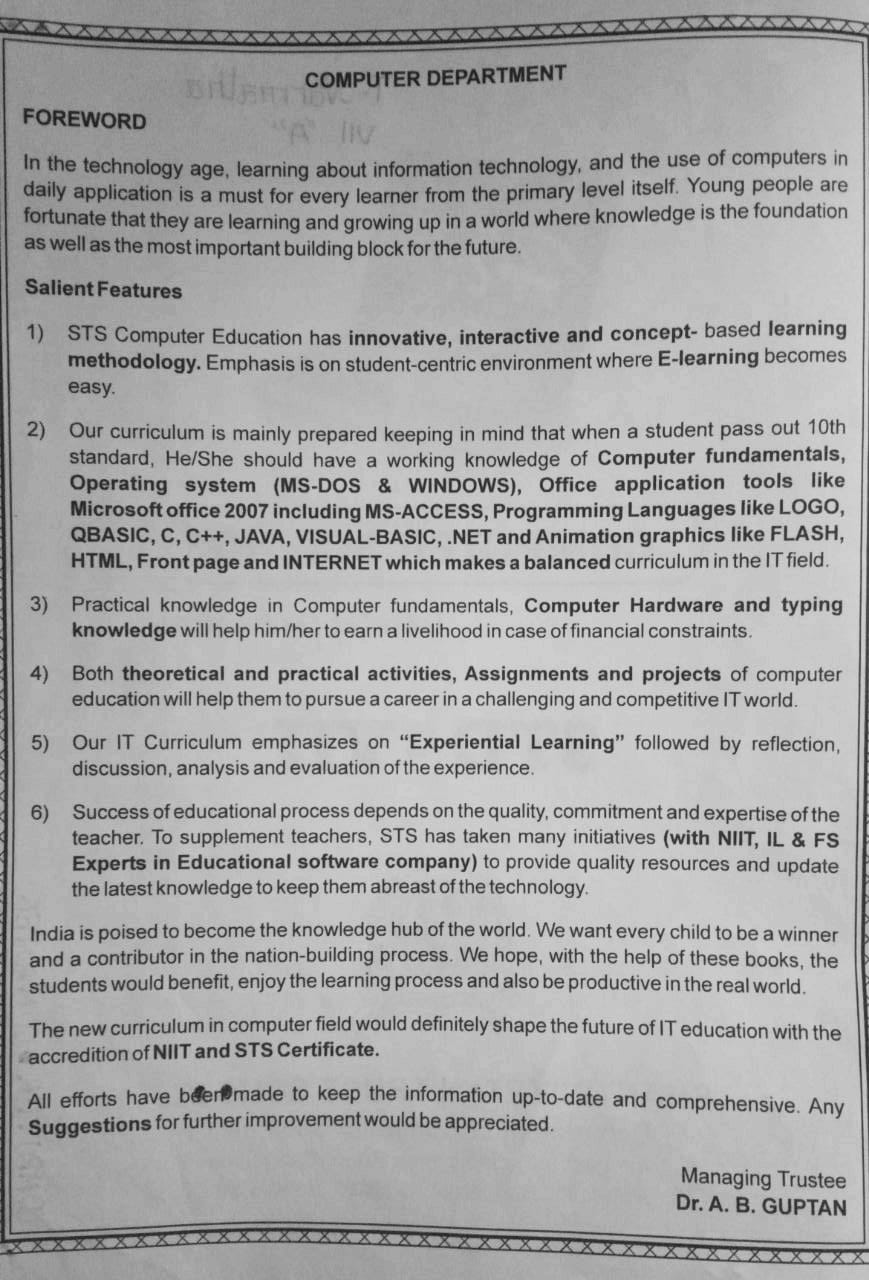 COMPUTER DEPARTMENT
FOREWORD
In the technology age, learning about information technology, and the use of computers in
daily application is a must for every learner from the primary level itself. Young people are
fortunate that they are learning and growing up in a world where knowledge is the foundation
as well as the most important building block for the future.
Salient Features
1) STS Computer Education has innovative, interactive and concept- based learning
methodology. Emphasis is on student-centric environment where E-learning becomes
easy.
2) Our curriculum is mainly prepared keeping in mind that when a student pass out 10th
standard, He/She should have a working knowledge of Computer fundamentals,
Operating system (MS-DOS & WINDOWS), Office application tools like
Microsoft office 2007 including MS-ACCESS, Programming Languages like LOGO,
QBASIC, C, C++, JAVA, VISUAL-BASIC, .NET and Animation graphics like FLASH,
HTML, Front page and INTERNET which makes a balanced curriculum in the IT field.
3) Practical knowledge in Computer fundamentals, Computer Hardware and typing
knowledge will help him/her to earn a livelihood in case of financial constraints.
4) Both theoretical and practical activities, Assignments and projects of computer
education will help them to pursue a career in a challenging and competitive IT world.
5) Our IT Curriculum emphasizes on “Experiential Learning” followed by reflection,
discussion, analysis and evaluation of the experience.
6) Success of educational process depends on the quality, commitment and expertise of the
teacher. To supplement teachers, STS has taken many initiatives (with NIIT, IL & FS
Experts in Educational software company) to provide quality resources and update
the latest knowledge to keep them abreast of the technology.
India is poised to become the knowledge hub of the world. We want every child to be a winner
and a contributor in the nation-building process. We hope, with the help of these books, the
students would benefit, enjoy the learning process and also be productive in the real world.
The new curriculum in computer field would definitely shape the future of IT education with the
accredition of NIIT and STS Certificate.
All efforts have been made to keep the information up-to-date and comprehensive. Any
Suggestions for further improvement would be appreciated.
Managing Trustee
Dr. A. B. GUPTAN